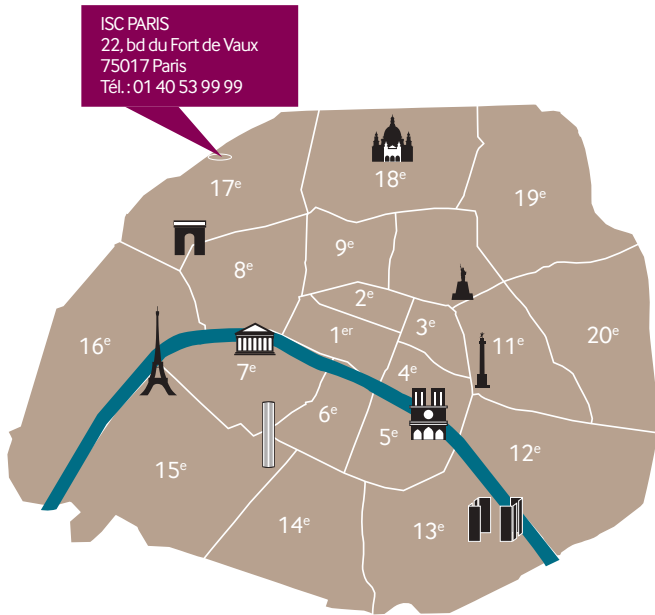 ISC PARIS
22, bd du Fort de Vaux
75017 Paris
Tél. : 01 40 53 99 99
17e
18e
19e
9e
8e
2e
16e
1er
3e
11e
20e
7e
4e
6e
5e
12e
15e
14e
13e